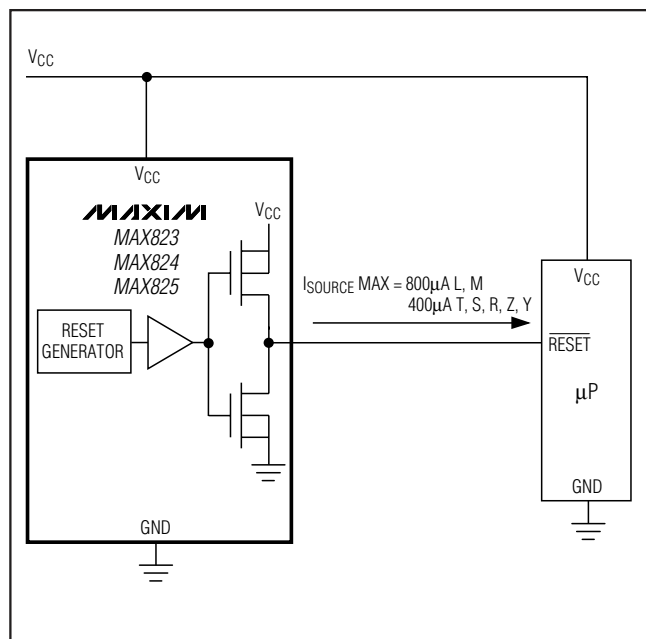 VCC
VCC
MAXIM
MAX823
MAX824
MAX825
VCC
RESET
GENERATOR
ISOURCE MAX = 800µA L, M
400µA T, S, R, Z, Y
VCC
RESET
µP
GND
GND